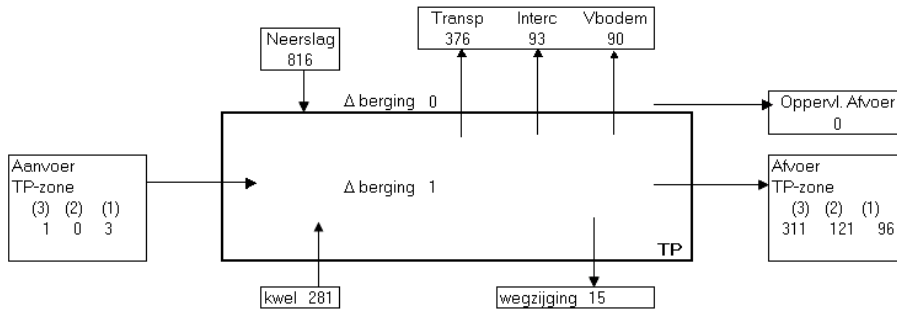 Transp Interc Vbodem
376 93 90
Neerslag
816
Δ berging 0
Oppervl. Afvoer
0
Aanvoer
TP-zone
(3) (2) (1)
1 0 3
Δ berging 1
Afvoer
TP-zone
(3) (2) (1)
311 121 96
TP
kwel 281
wegzijging 15